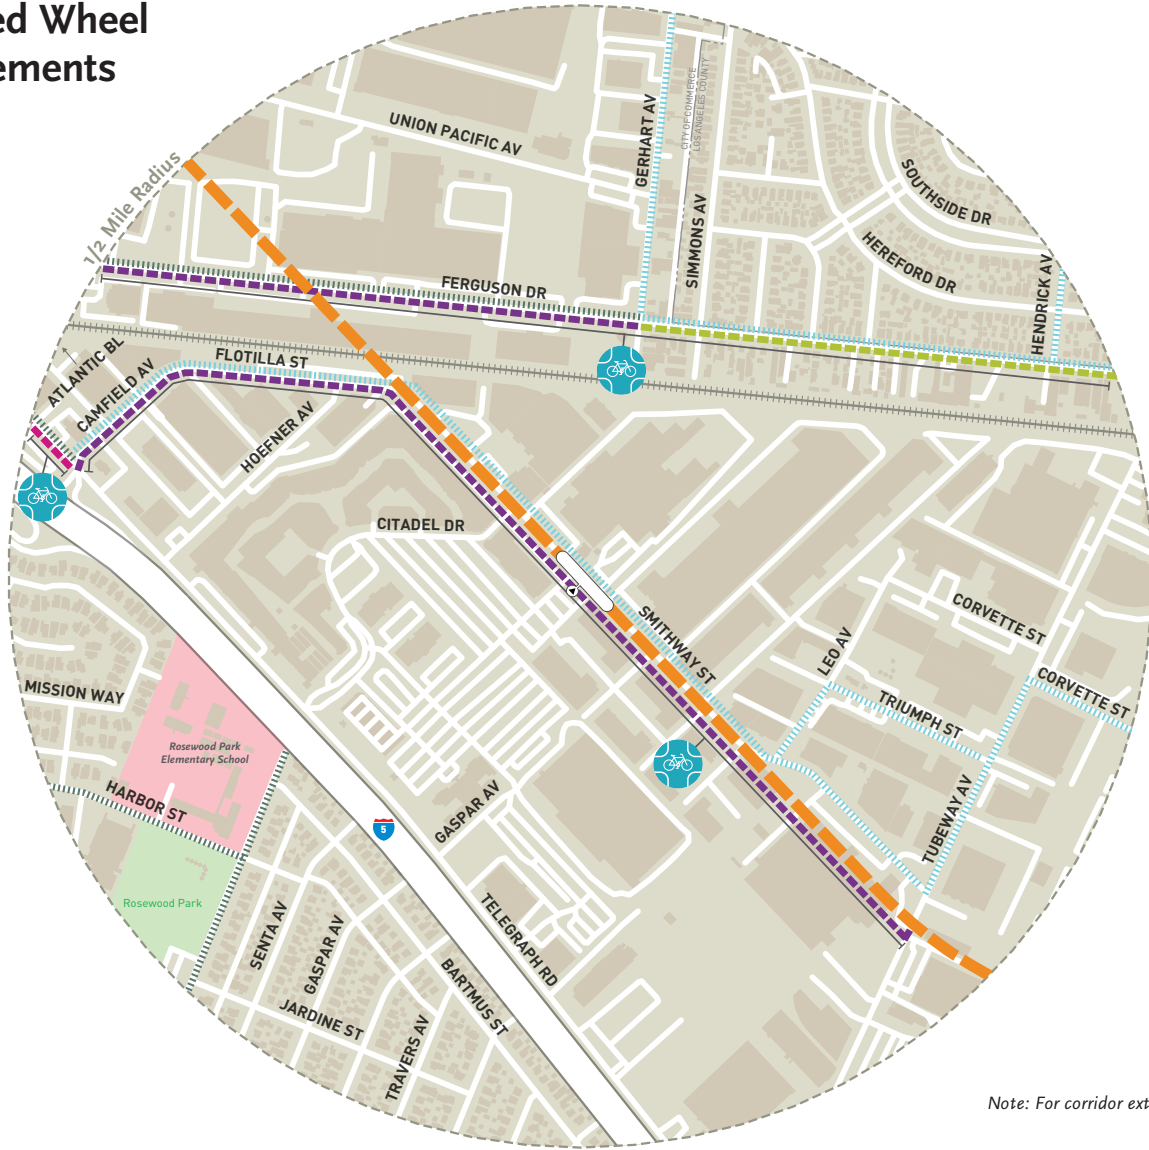 ed Wheel
ements
1/2 Mile Radius
UNION PACIFIC AV
GERHART AV
CITY OF COMMERCE
LOS ANGELES COUNTY
SIMMONS AV
SOUTHSIDE DR
HEREFORD DR
HENDRICK AV
FERGUSON DR
ATLANTIC BL
CAMFIELD AV
FLOTILLA ST
HOEFNER AV
CITADEL DR
SMITHWAY ST
LEO AV
CORVETTE ST
CORVETTE ST
TRIUMPH ST
TUBEWAY AV
MISSION WAY
Rosewood Park
Elementary School
HARBOR ST
Rosewood Park
5
GASPAR AV
TELEGRAPH RD
SENTA AV
GASPAR AV
JARDINE ST
BARTMUS ST
TRAVERS AV
Note: For corridor ext